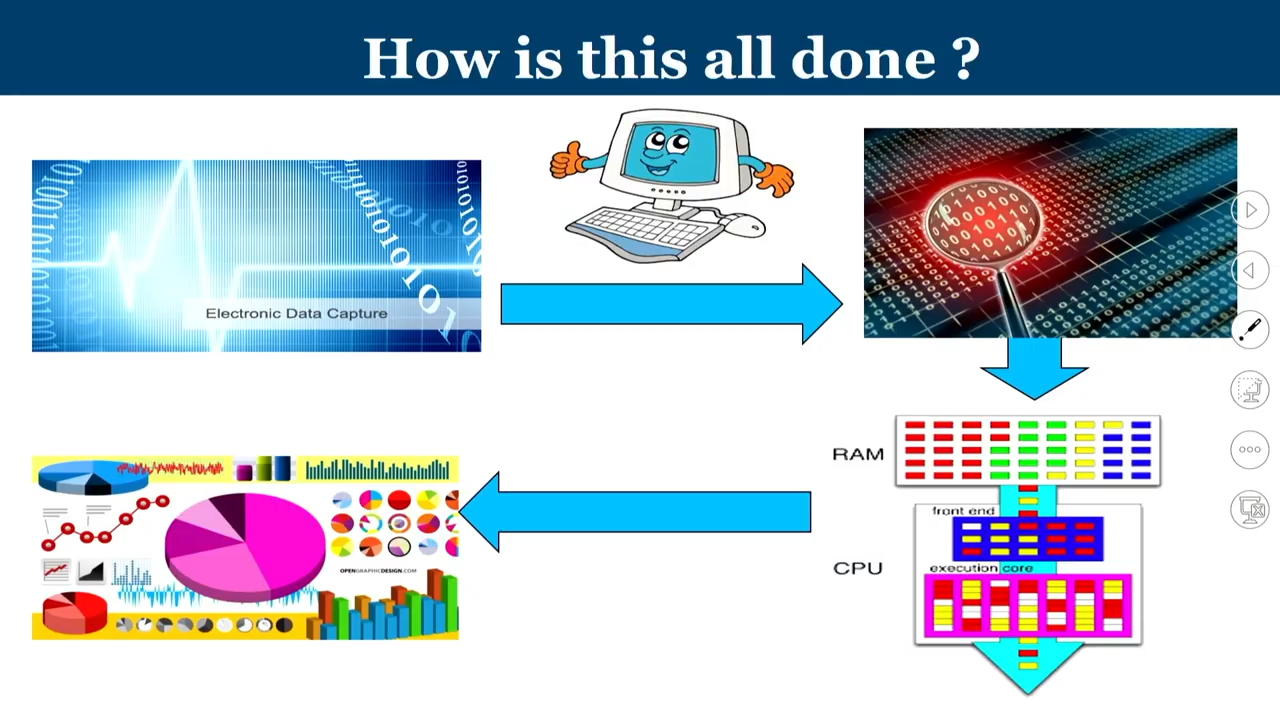 How is this all done ?
Electronic Data Capture
RAM
front end
CPU
execution core
OPENGRAPHICDESIGN.COM